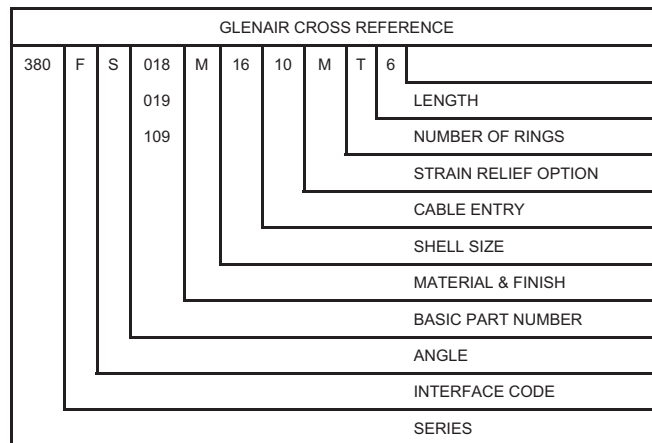 GLENAIR CROSS REFERENCE
380 F S 018 M 16 10 M T 6
019
109
LENGTH
NUMBER OF RINGS
STRAIN RELIEF OPTION
CABLE ENTRY
SHELL SIZE
MATERIAL & FINISH
BASIC PART NUMBER
ANGLE
INTERFACE CODE
SERIES